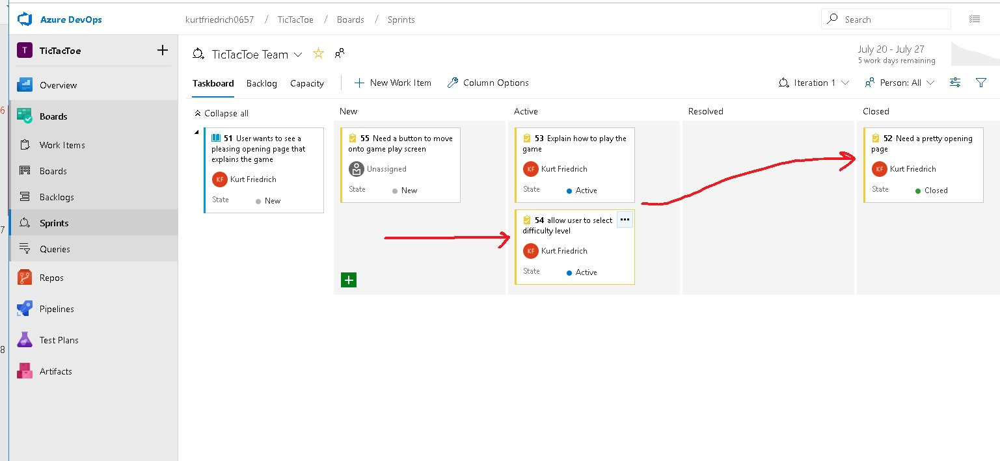 Azure DevOps
kurtfriedrich0657 / TicTacToe / Boards / Sprints
Search
T TicTacToe
Overview
6
Boards
Work Items
Boards
Backlogs
Sprints
7
Queries
Repos
Pipelines
Test Plans
8
Artifacts
TicTacToe Team
July 20 - July 27
5 work days remaining
Taskboard Backlog Capacity
New Work Item
Column Options
Iteration 1
Person: All
Collapse all
New
Active
Resolved
Closed
51 User wants to see a
pleasing opening page that
explains the game
KF Kurt Friedrich
State New
55 Need a button to move
onto game play screen
Unassigned
State New
53 Explain how to play the
game
KF Kurt Friedrich
State Active
54 allow user to select
difficulty level
KF Kurt Friedrich
State Active
52 Need a pretty opening
page
KF Kurt Friedrich
State Closed